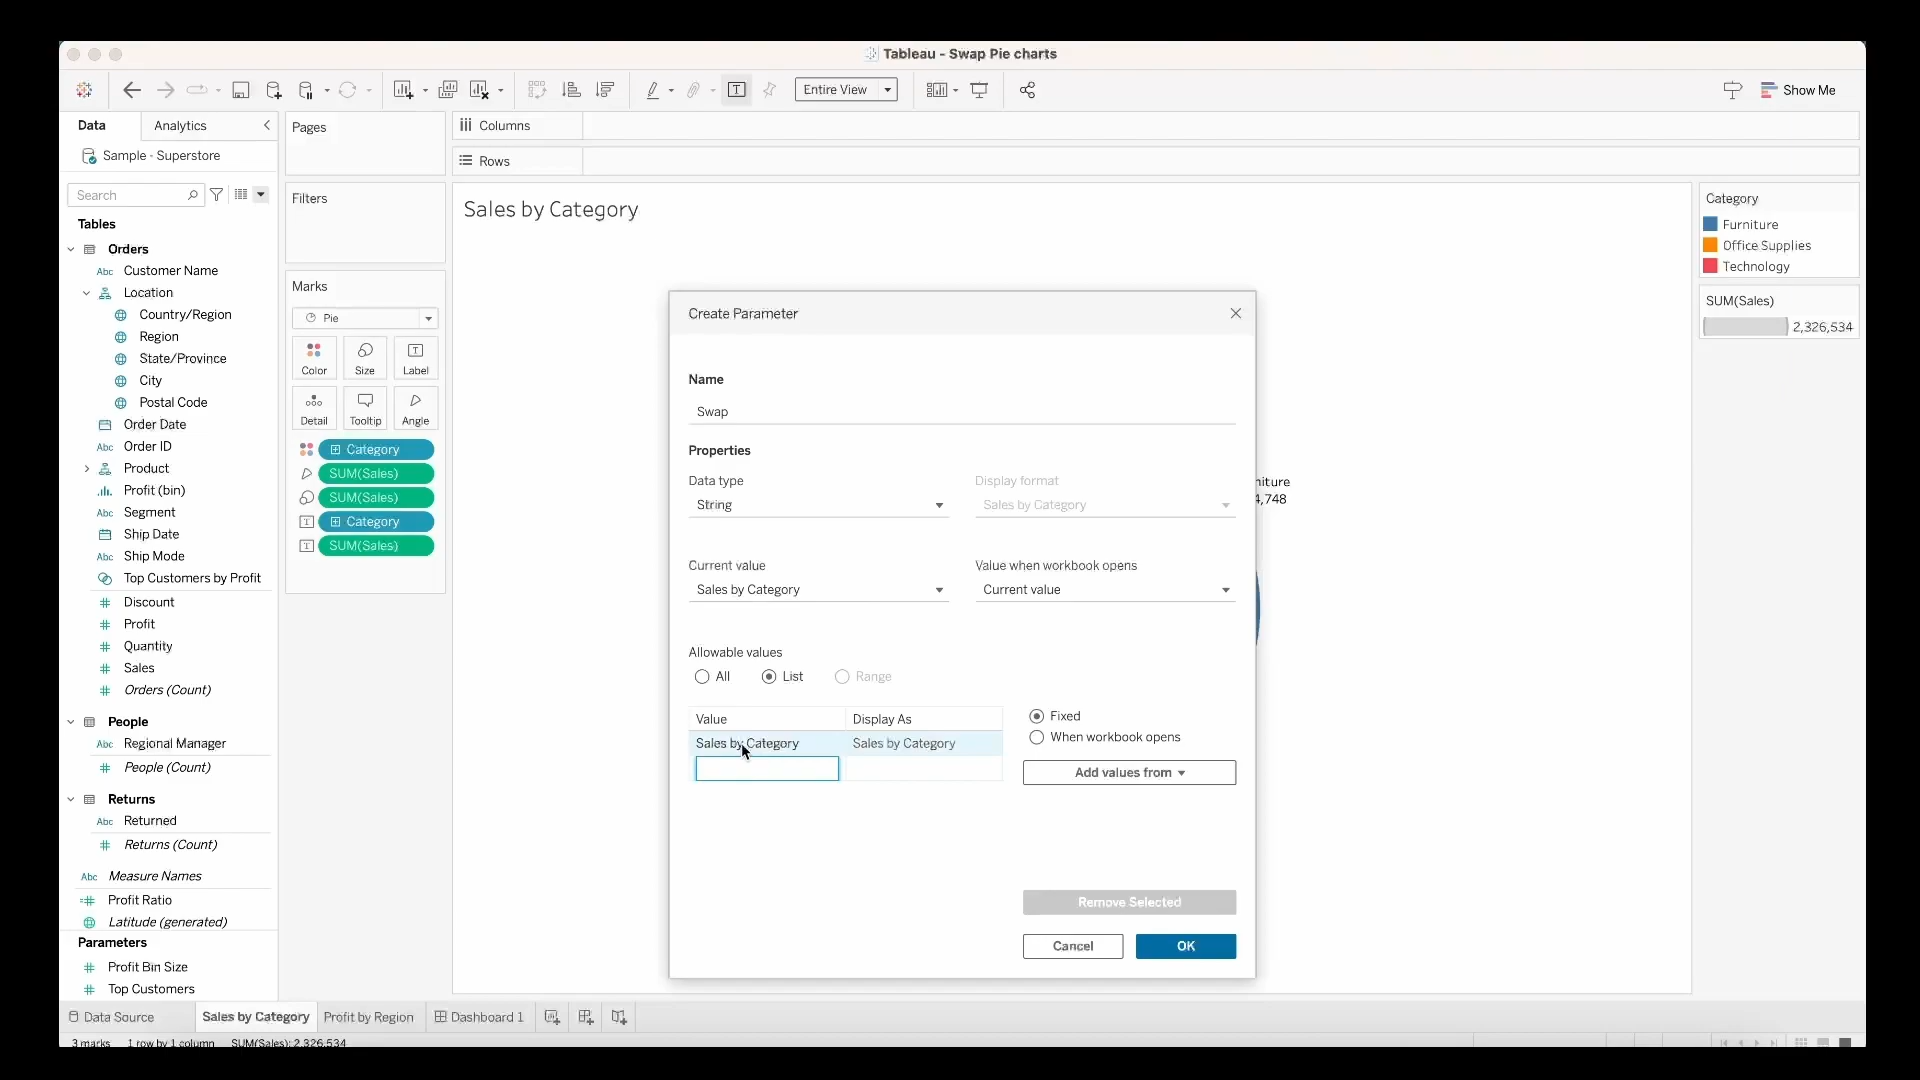 Tableau - Swap Pie charts
Entire View
Show Me
Data
Analytics
Sample - Superstore
Search
Tables
Orders
Abc Customer Name
Location
Country/Region
Region
State/Province
City
Postal Code
Order Date
Abc Order ID
Product
Profit (bin)
Abc Segment
Ship Date
Abc Ship Mode
Top Customers by Profit
# Discount
# Profit
# Quantity
# Sales
# Orders (Count)
People
Abc Regional Manager
# People (Count)
Returns
Abc Returned
# Returns (Count)
Abc Measure Names
=# Profit Ratio
Latitude (generated)
Parameters
# Profit Bin Size
# Top Customers
Pages
Filters
Marks
Pie
Color
Size
T
Label
Detail
Tooltip
Angle
Category
SUM(Sales)
SUM(Sales)
T Category
T SUM(Sales)
Columns
Rows
Sales by Category
Create Parameter
Name
Swap
Properties
Data type
Display format
String
Sales by Category
Current value
Value when workbook opens
Sales by Category
Current value
Allowable values
All
List
Range
Value
Display As
Sales by Category
Sales by Category
Fixed
When workbook opens
Add values from
Remove Selected
Cancel
OK
niture
4,748
Category
Furniture
Office Supplies
Technology
SUM(Sales)
2,326,534
Data Source
Sales by Category
Profit by Region
Dashboard 1
3 marks
1 row by 1 column
SUM(Sales): 2,326,534